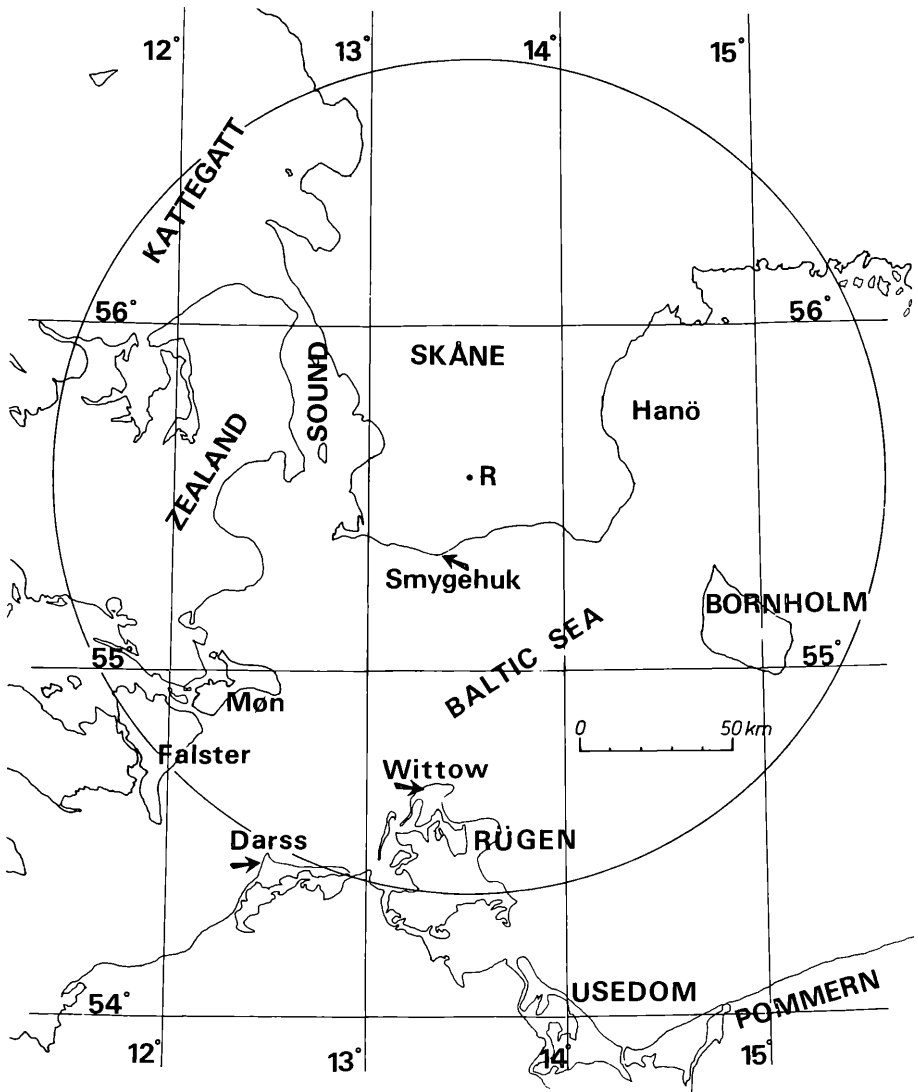 12°
13°
14°
15°
KATTEGATT
56°
56°
SKÅNE
SOUND
Hanö
ZEALAND
R
Smygehuk
BORNHOLM
BALTIC SEA
55°
55°
Møn
0 50 km
Falster
Wittow
Darss
RÜGEN
USEDOM
POMMERN
54°
12°
13°
14°
15°